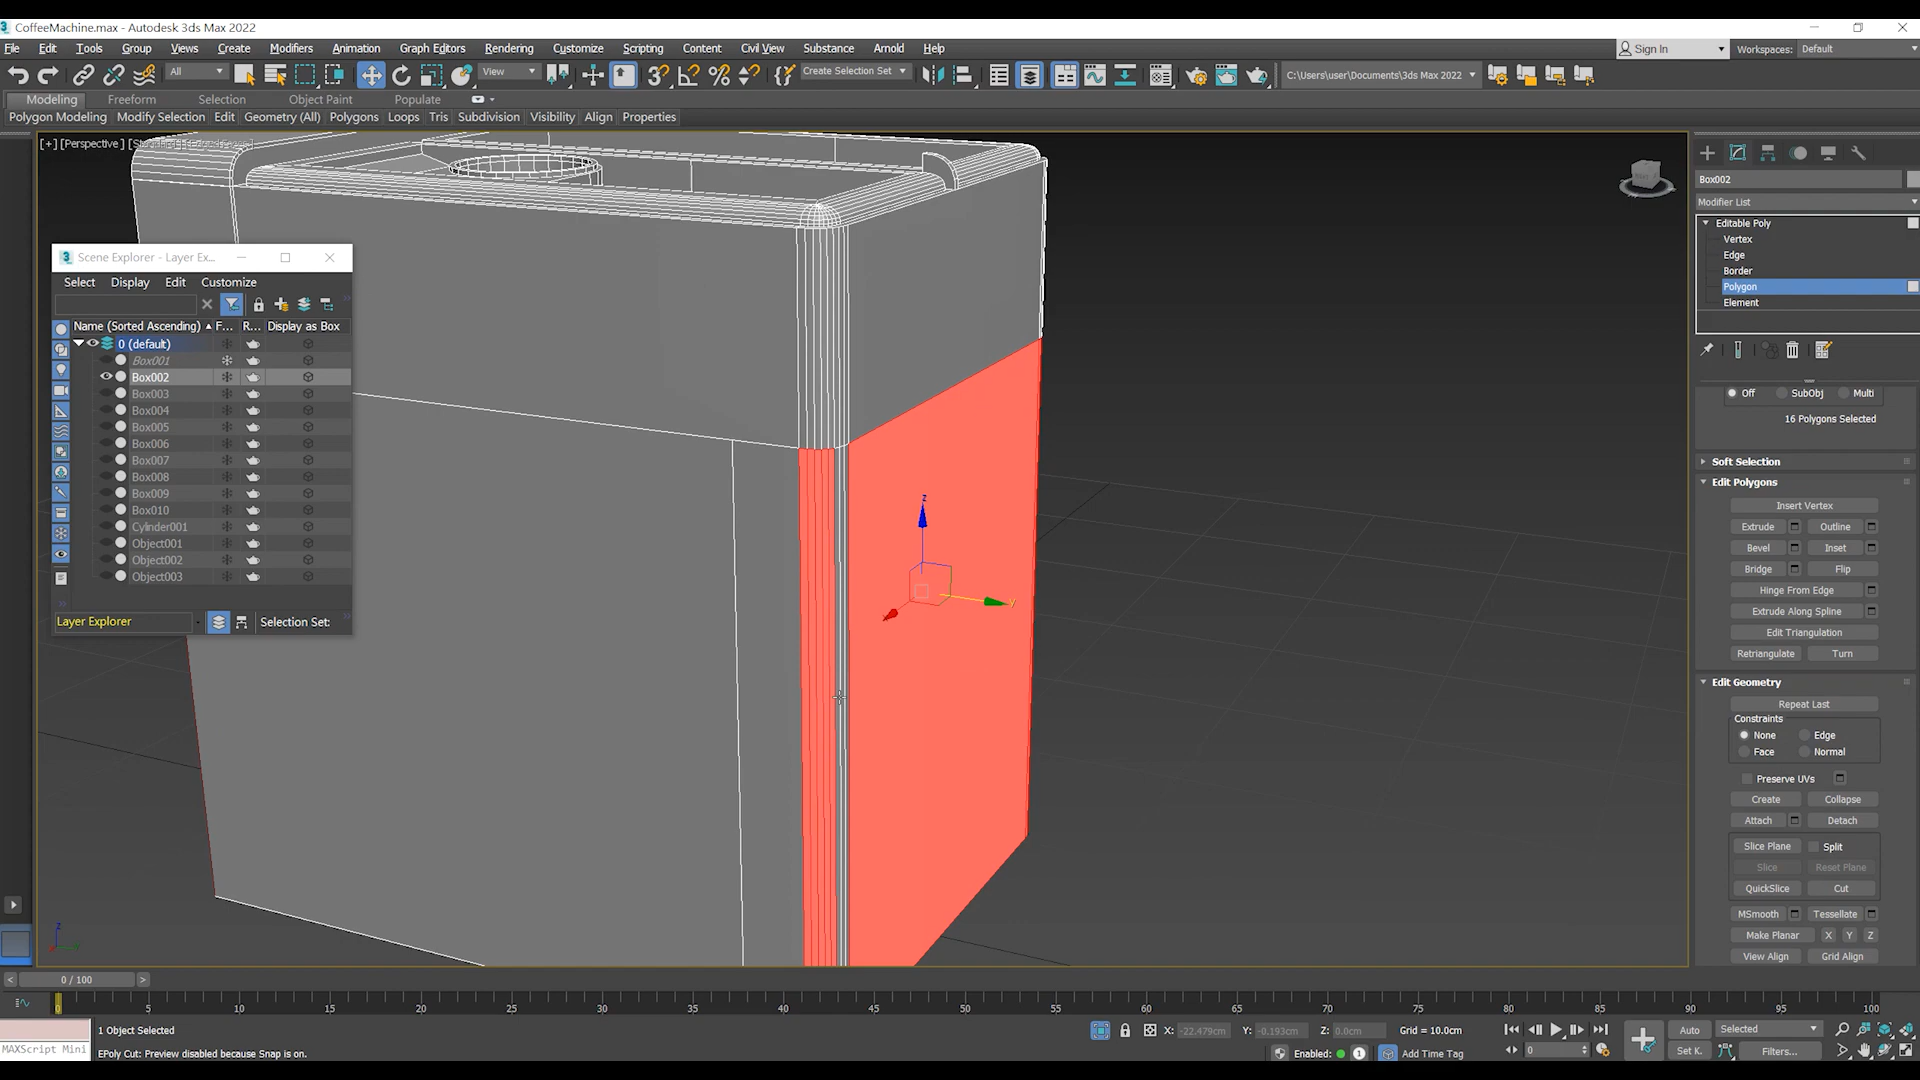 CoffeeMachine.max - Autodesk 3ds Max 2022
File Edit Tools Group Views Create Modifiers Animation Graph Editors Rendering Customize Scripting Content Civil View Substance Arnold Help
Sign In Workspaces: Default
All View Create Selection Set C:\Users\user\Documents\3ds Max 2022
Modeling Freeform Selection Object Paint Populate
Polygon Modeling Modify Selection Edit Geometry (All) Polygons Loops Tris Subdivision Visibility Align Properties
[+] [Perspective ]
Box002
Modifier List
Editable Poly
Vertex
Edge
Border
Polygon
Element
Scene Explorer - Layer Ex...
Select Display Edit Customize
Name (Sorted Ascending) F... R... Display as Box
0 (default)
Box001
Box002
Box003
Box004
Box005
Box006
Box007
Box008
Box009
Box010
Cylinder001
Object001
Object002
Object003
Layer Explorer Selection Set:
z
y
Off SubObj Multi
16 Polygons Selected
Soft Selection
Edit Polygons
Insert Vertex
Extrude Outline
Bevel Inset
Bridge Flip
Hinge From Edge
Extrude Along Spline
Edit Triangulation
Retriangulate Turn
Edit Geometry
Repeat Last
Constraints
None Edge
Face Normal
Preserve UVs
Create Collapse
Attach Detach
Slice Plane Split
Slice Reset Plane
QuickSlice Cut
MSmooth Tessellate
Make Planar X Y Z
View Align Grid Align
0 / 100
0 5 10 15 20 25 30 35 40 45 50 55 60 65 70 75 80 85 90 95 100
1 Object Selected X: -22.479cm Y: -0.193cm Z: 0.0cm Grid = 10.0cm Auto Selected
MAXScript Mini EPoly Cut: Preview disabled because Snap is on. Enabled: 1 Add Time Tag 0 Set K. Filters...